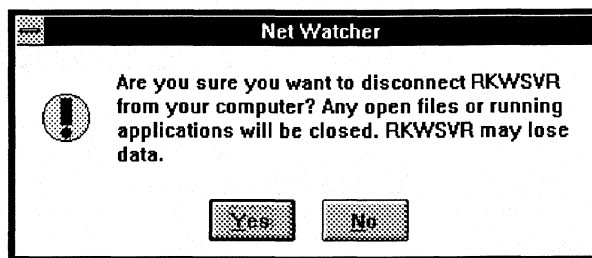 Net Watcher
Are you sure you want to disconnect RKWSVR
from your computer? Any open files or running
applications will be closed. RKWSVR may lose
data.
Yes
No